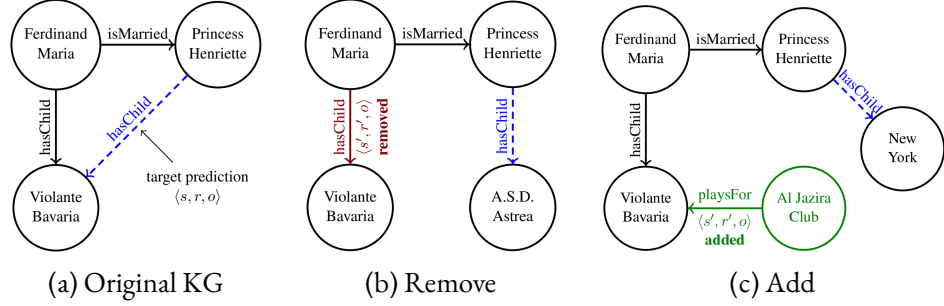 Ferdinand
Maria
isMarried
Princess
Henriette
hasChild
hasChild
target prediction
⟨s, r, o⟩
Violante
Bavaria
(a) Original KG
Ferdinand
Maria
isMarried
Princess
Henriette
hasChild
⟨s′, r′, o⟩
removed
hasChild
Violante
Bavaria
A.S.D.
Astrea
(b) Remove
Ferdinand
Maria
isMarried
Princess
Henriette
hasChild
hasChild
New
York
Violante
Bavaria
playsFor
⟨s′, r′, o⟩
added
Al Jazira
Club
(c) Add